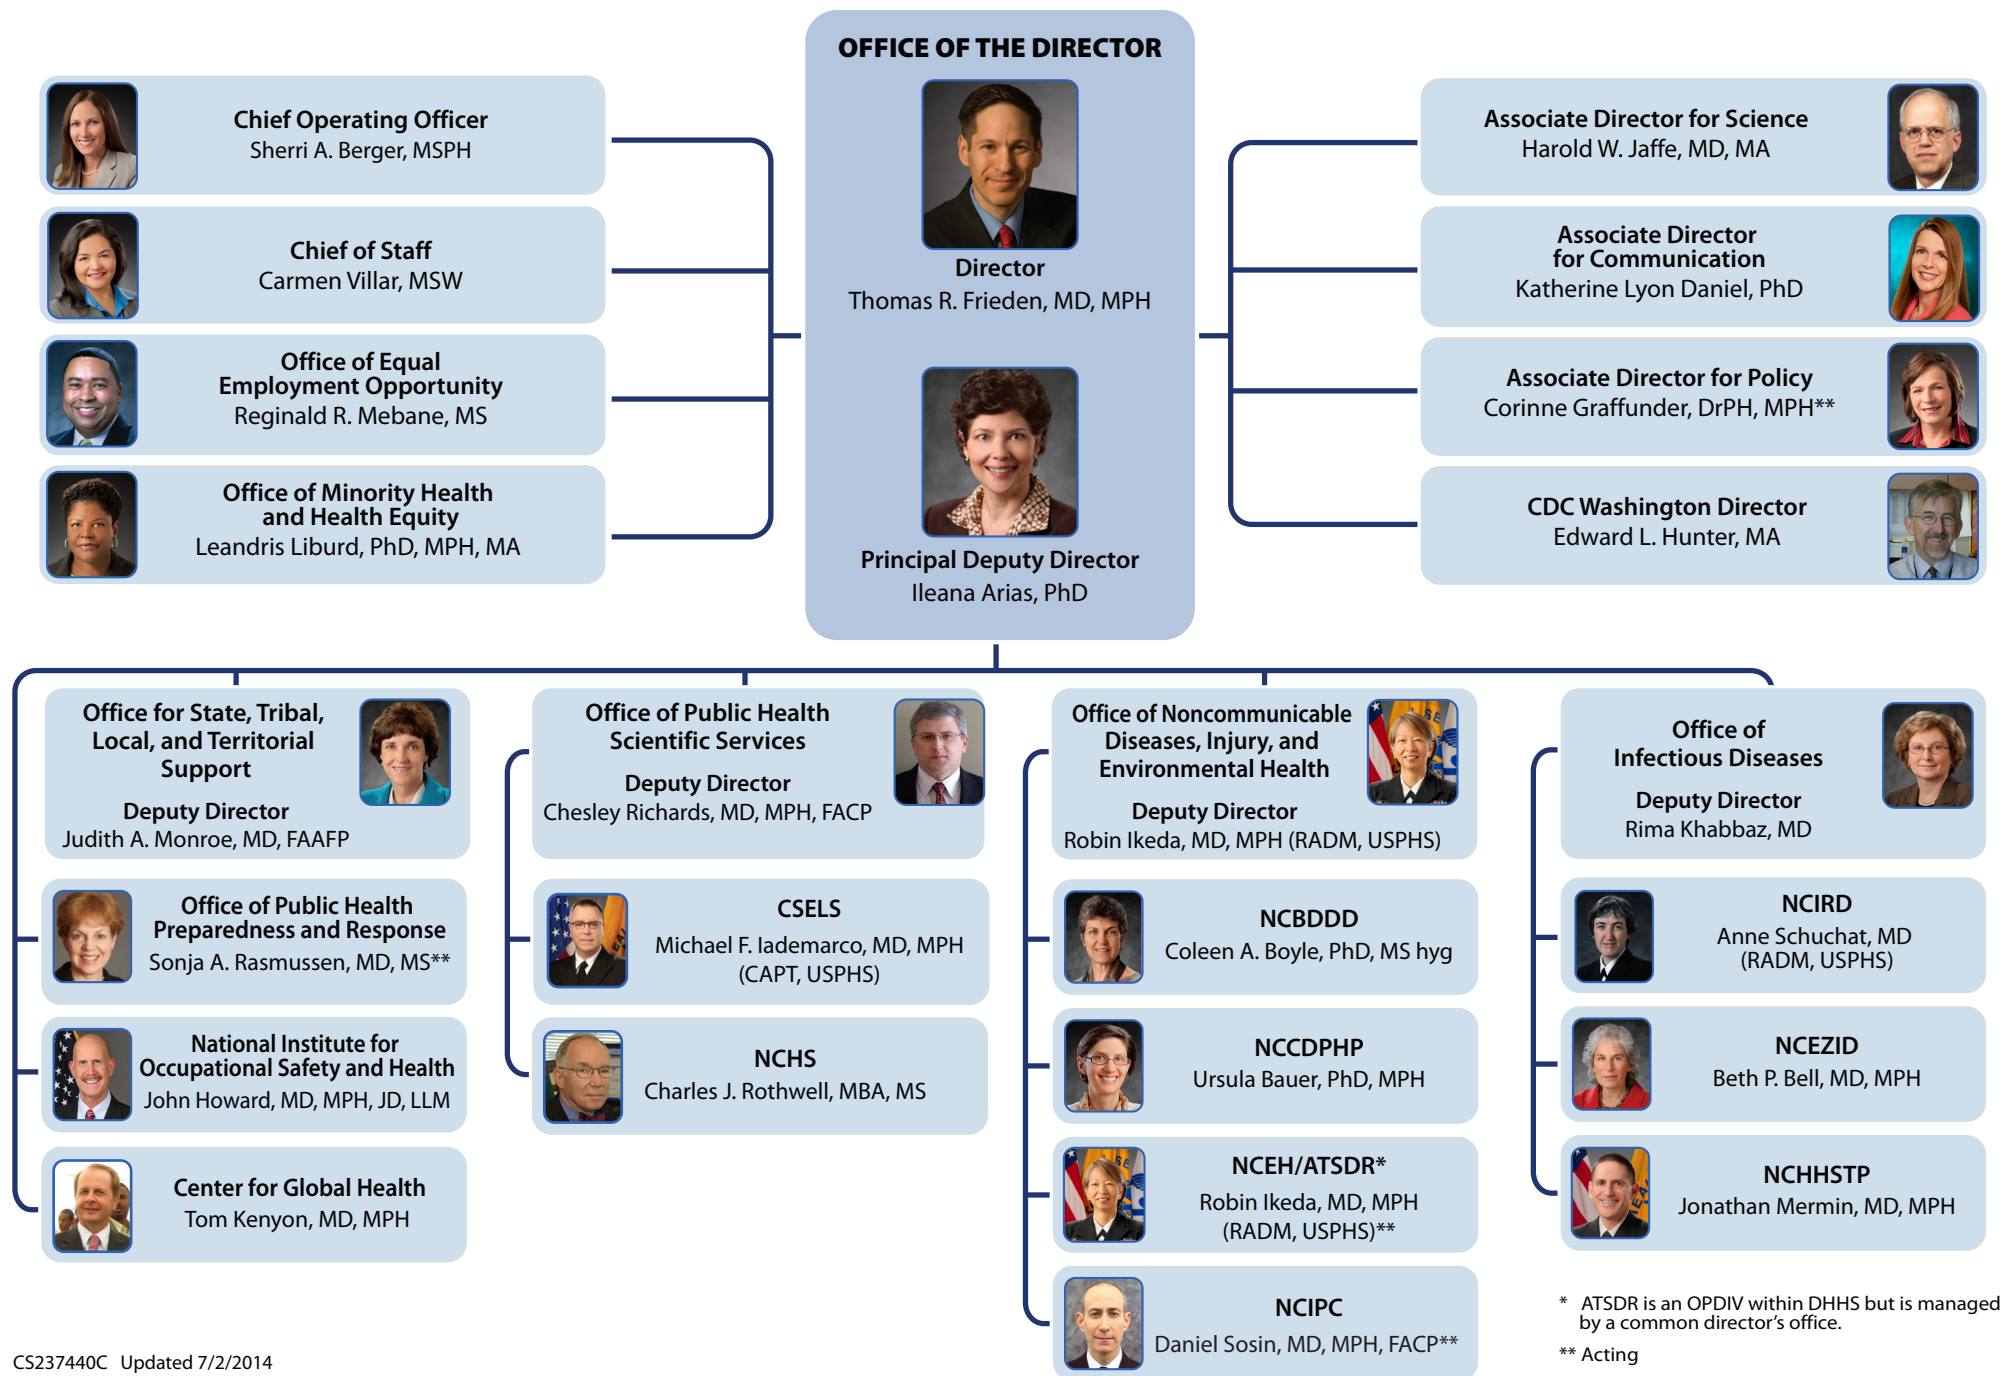 OFFICE OF THE DIRECTOR
Director
Thomas R. Frieden, MD, MPH
Principal Deputy Director
Ileana Arias, PhD
Chief Operating Officer
Sherri A. Berger, MSPH
Chief of Staff
Carmen Villar, MSW
Office of Equal
Employment Opportunity
Reginald R. Mebane, MS
Office of Minority Health
and Health Equity
Leandris Liburd, PhD, MPH, MA
Associate Director for Science
Harold W. Jaffe, MD, MA
Associate Director
for Communication
Katherine Lyon Daniel, PhD
Associate Director for Policy
Corinne Graffunder, DrPH, MPH**
CDC Washington Director
Edward L. Hunter, MA
Office for State, Tribal,
Local, and Territorial
Support
Deputy Director
Judith A. Monroe, MD, FAAFP
Office of Public Health
Preparedness and Response
Sonja A. Rasmussen, MD, MS**
National Institute for
Occupational Safety and Health
John Howard, MD, MPH, JD, LLM
Center for Global Health
Tom Kenyon, MD, MPH
Office of Public Health
Scientific Services
Deputy Director
Chesley Richards, MD, MPH, FACP
CSELS
Michael F. Iademarco, MD, MPH
(CAPT, USPHS)
NCHS
Charles J. Rothwell, MBA, MS
Office of Noncommunicable
Diseases, Injury, and
Environmental Health
Deputy Director
Robin Ikeda, MD, MPH (RADM, USPHS)
NCBDDD
Coleen A. Boyle, PhD, MS hyg
NCCDPHP
Ursula Bauer, PhD, MPH
NCEH/ATSDR*
Robin Ikeda, MD, MPH
(RADM, USPHS)**
NCIPC
Daniel Sosin, MD, MPH, FACP**
Office of
Infectious Diseases
Deputy Director
Rima Khabbaz, MD
NCIRD
Anne Schuchat, MD
(RADM, USPHS)
NCEZID
Beth P. Bell, MD, MPH
NCHHSTP
Jonathan Mermin, MD, MPH
* ATSDR is an OPDIV within DHHS but is managed
by a common director's office.
** Acting
CS237440C Updated 7/2/2014